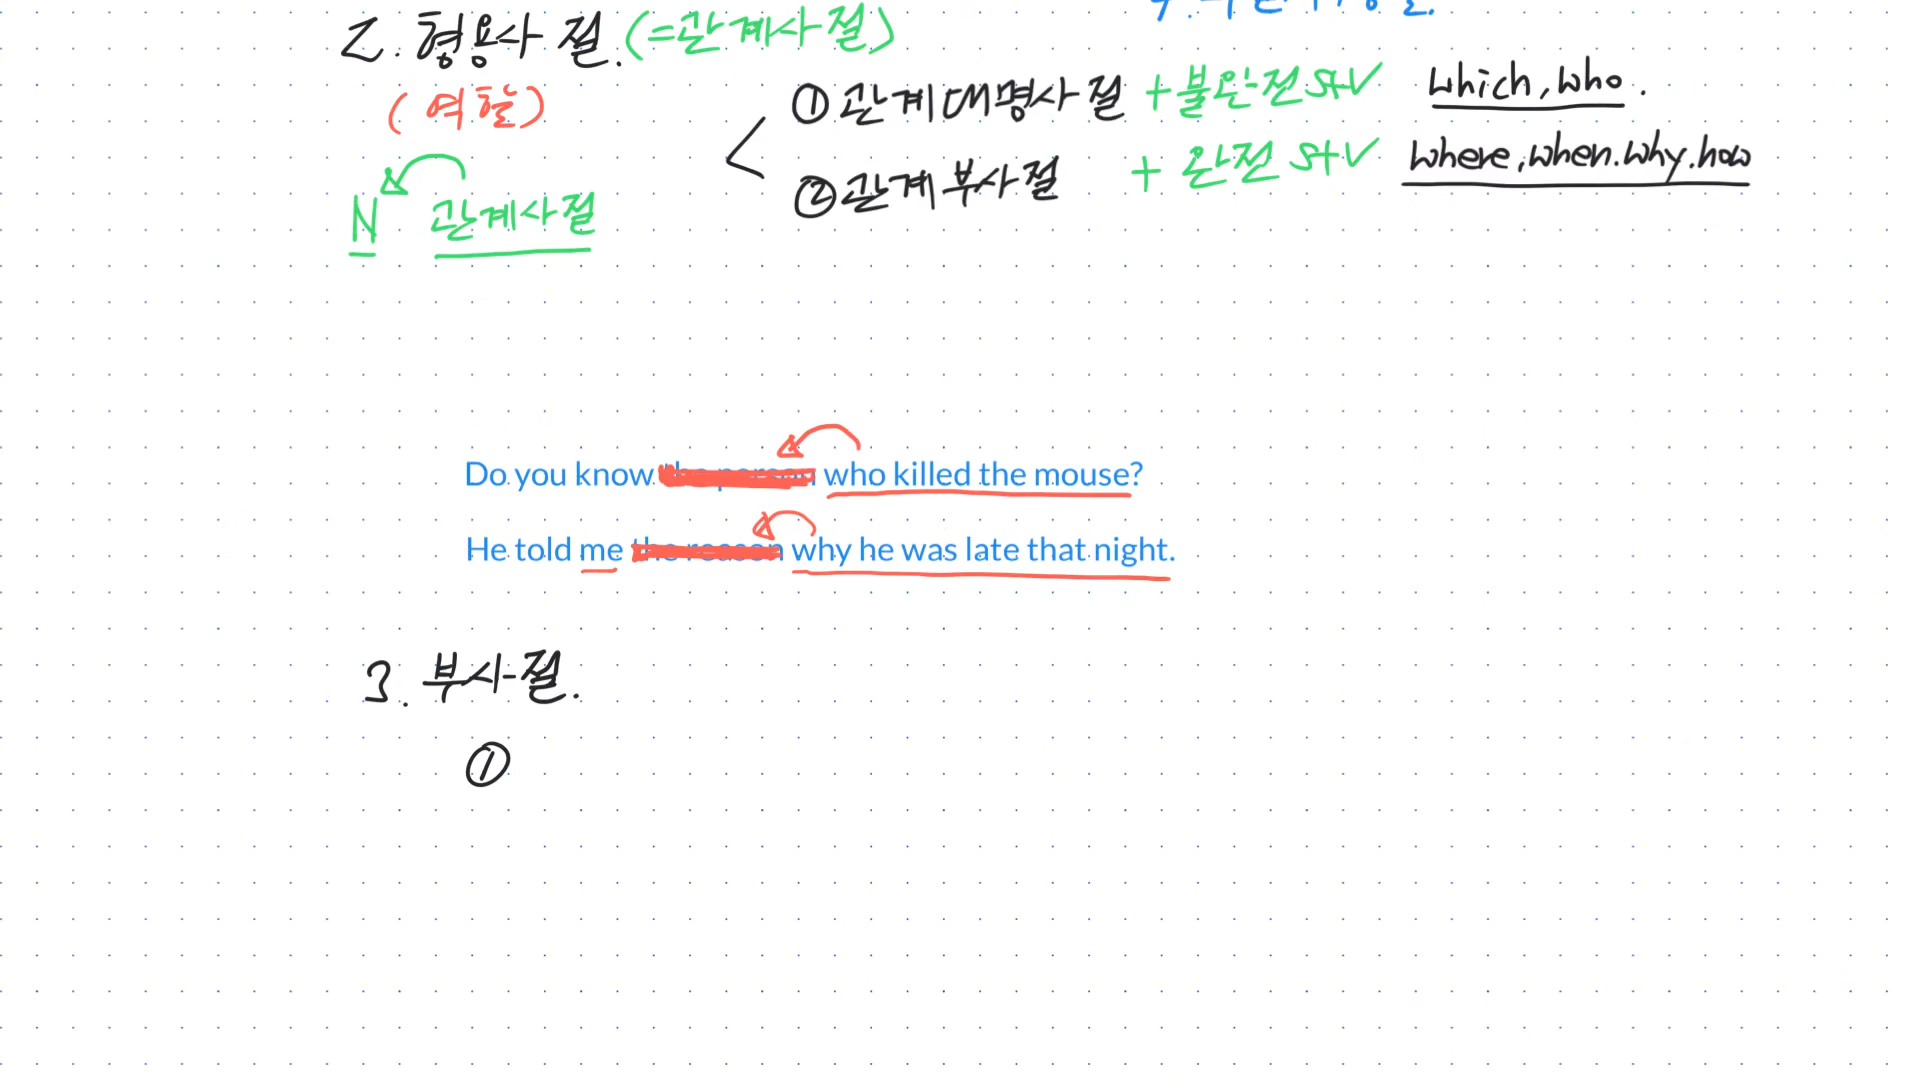 2. 형용사 절. (=관계사절)
(역할)
N 관계사절
① 관계대명사절 + 불완전 S+V which, who.
② 관계부사절 + 완전 S+V where, when. why. how
Do you know the person who killed the mouse?
He told me the reason why he was late that night.
3. 부사절.
①